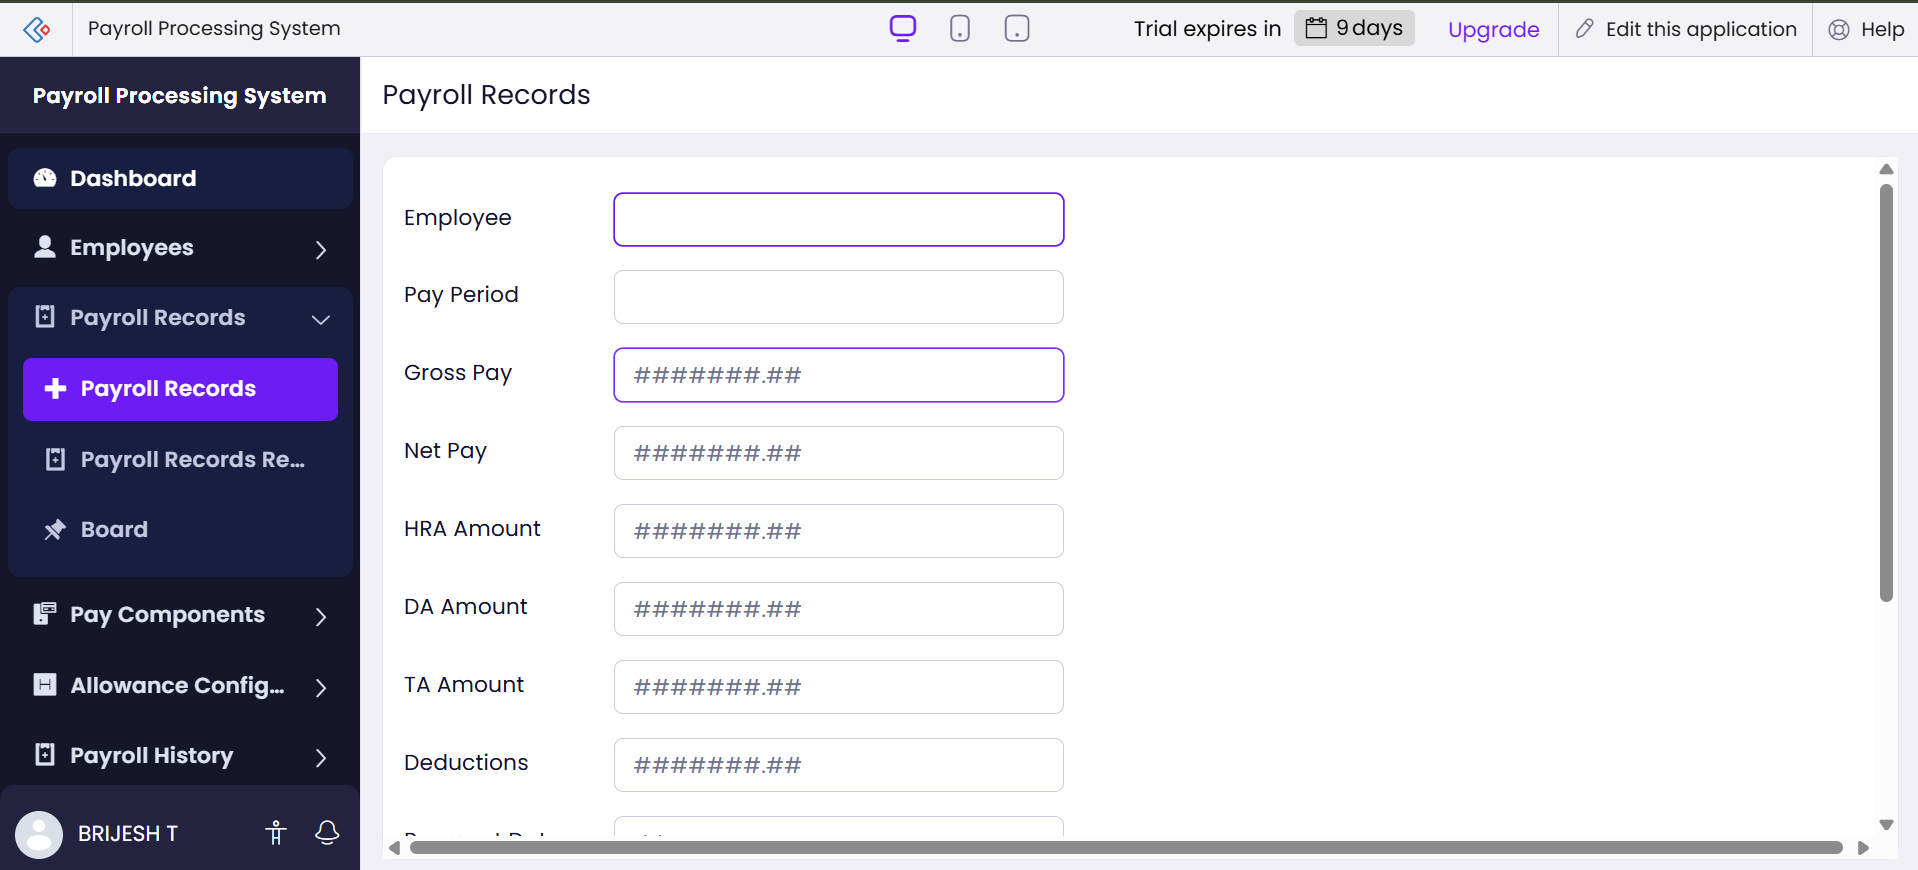 Payroll Processing System
Trial expires in
9 days
Upgrade
Edit this application
Help
Payroll Processing System
Dashboard
Employees
Payroll Records
Payroll Records
Payroll Records Re...
Board
Pay Components
Allowance Config...
Payroll History
BRIJESH T
Payroll Records
Employee
Pay Period
Gross Pay
#######.##
Net Pay
#######.##
HRA Amount
#######.##
DA Amount
#######.##
TA Amount
#######.##
Deductions
#######.##